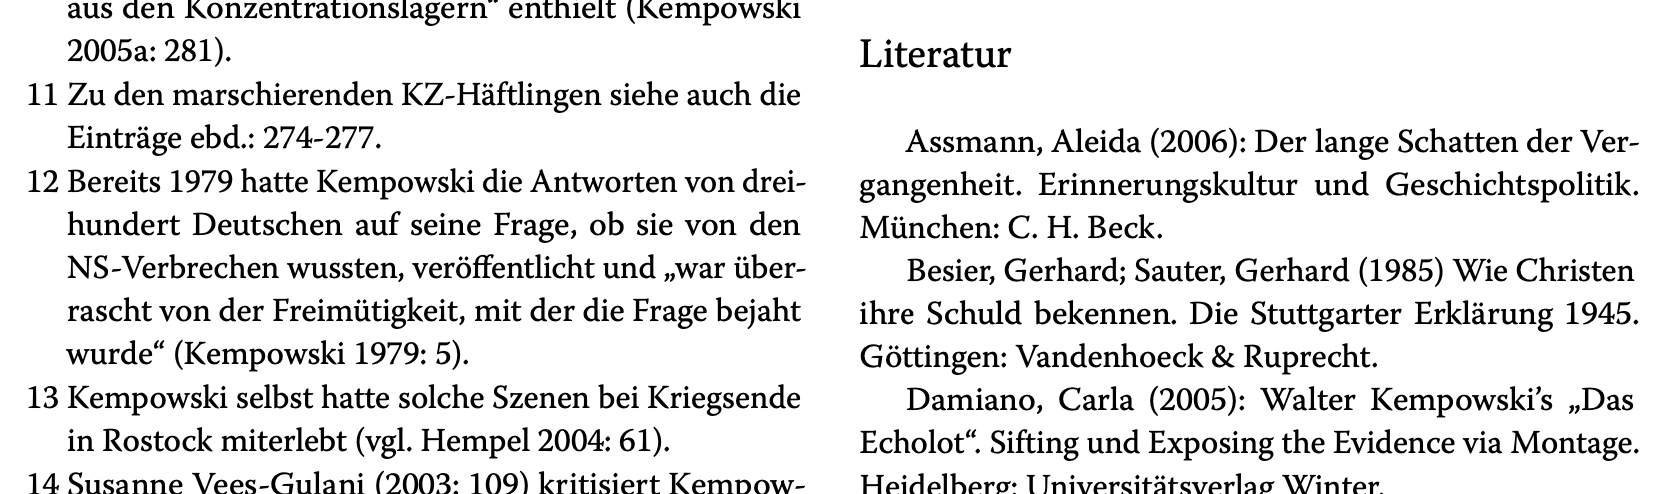 aus den Konzentrationslagern“ enthielt (Kempowski
2005a: 281).
11 Zu den marschierenden KZ-Häftlingen siehe auch die
Einträge ebd.: 274-277.
12 Bereits 1979 hatte Kempowski die Antworten von drei-
hundert Deutschen auf seine Frage, ob sie von den
NS-Verbrechen wussten, veröffentlicht und „war über-
rascht von der Freimütigkeit, mit der die Frage bejaht
wurde“ (Kempowski 1979: 5).
13 Kempowski selbst hatte solche Szenen bei Kriegsende
in Rostock miterlebt (vgl. Hempel 2004: 61).
14 Susanne Vees-Gulani (2003: 109) kritisiert Kempow-
Literatur
Assmann, Aleida (2006): Der lange Schatten der Ver-
gangenheit. Erinnerungskultur und Geschichtspolitik.
München: C. H. Beck.
Besier, Gerhard; Sauter, Gerhard (1985) Wie Christen
ihre Schuld bekennen. Die Stuttgarter Erklärung 1945.
Göttingen: Vandenhoeck & Ruprecht.
Damiano, Carla (2005): Walter Kempowski’s „Das
Echolot“. Sifting und Exposing the Evidence via Montage.
Heidelberg: Universitätsverlag Winter.